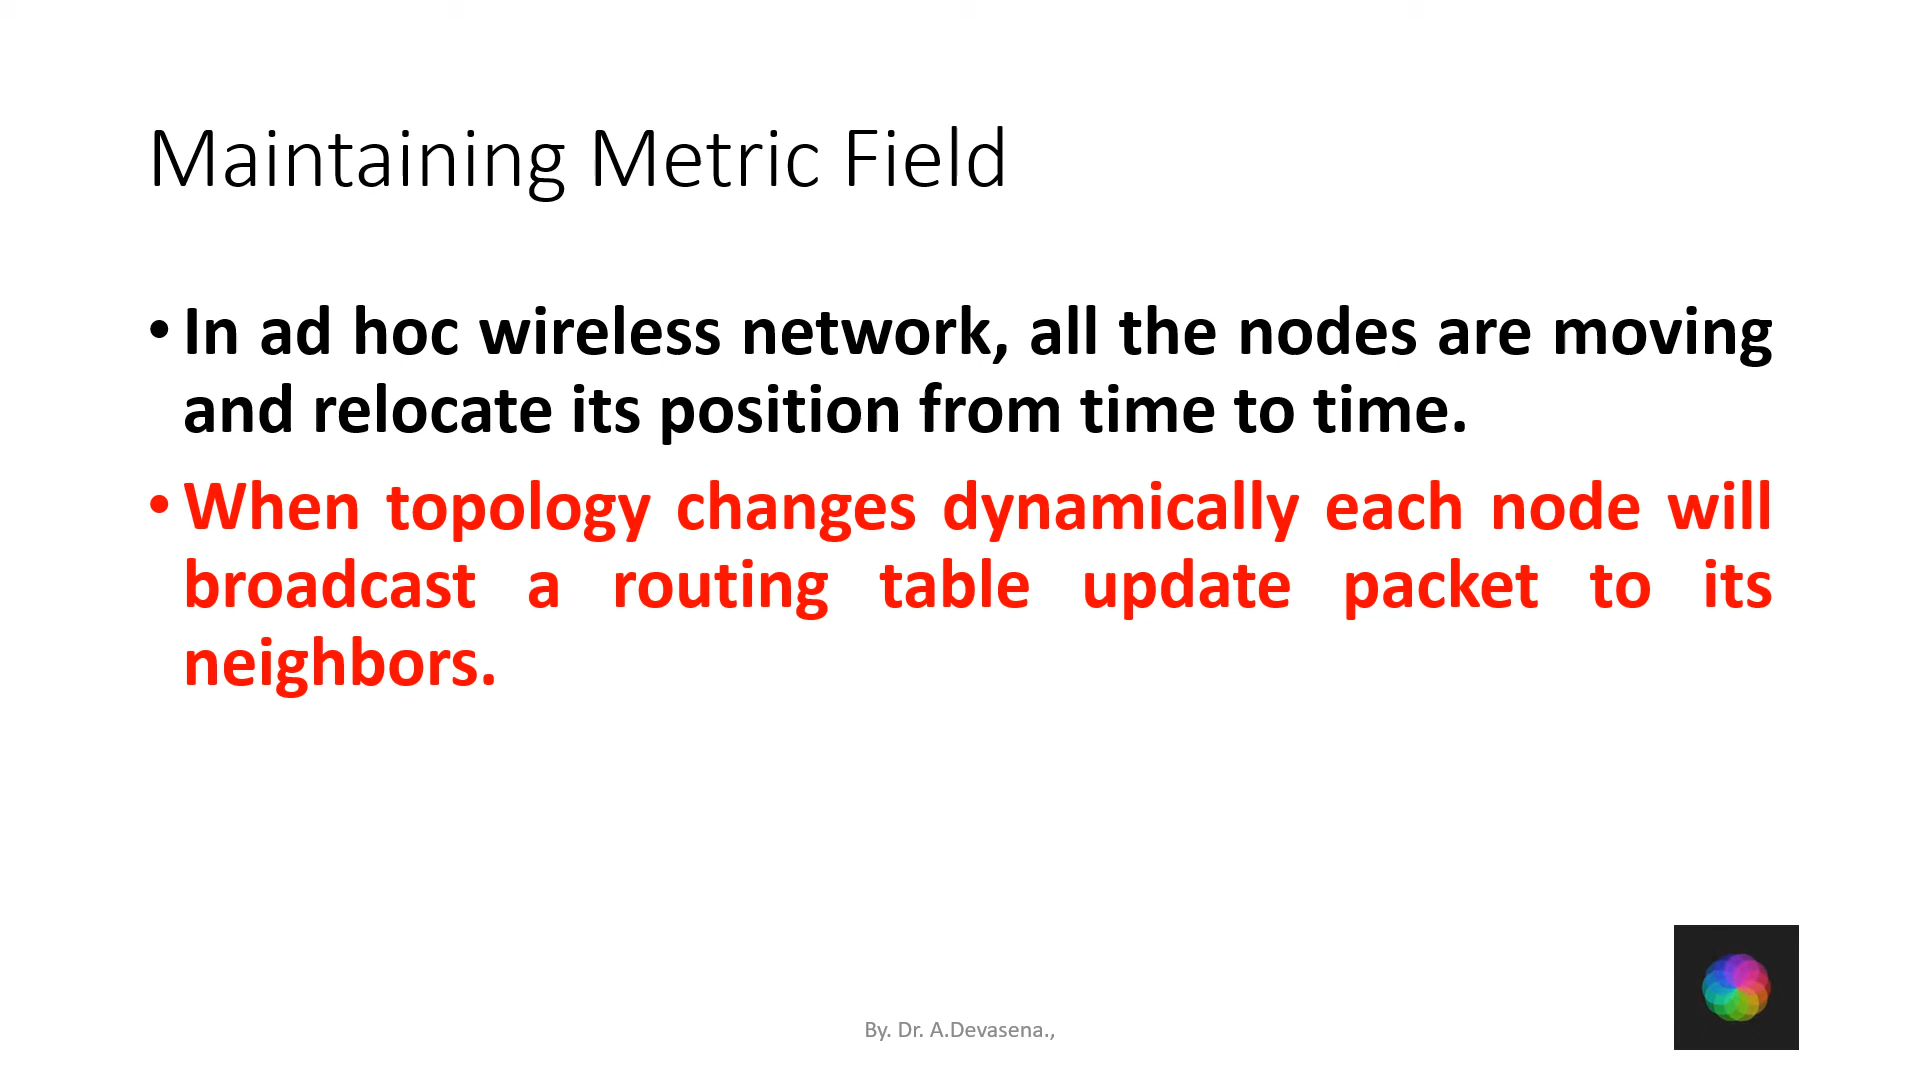 Maintaining Metric Field
• In ad hoc wireless network, all the nodes are moving
and relocate its position from time to time.
• When topology changes dynamically each node will
broadcast a routing table update packet to its
neighbors.
By. Dr. A.Devasena.,